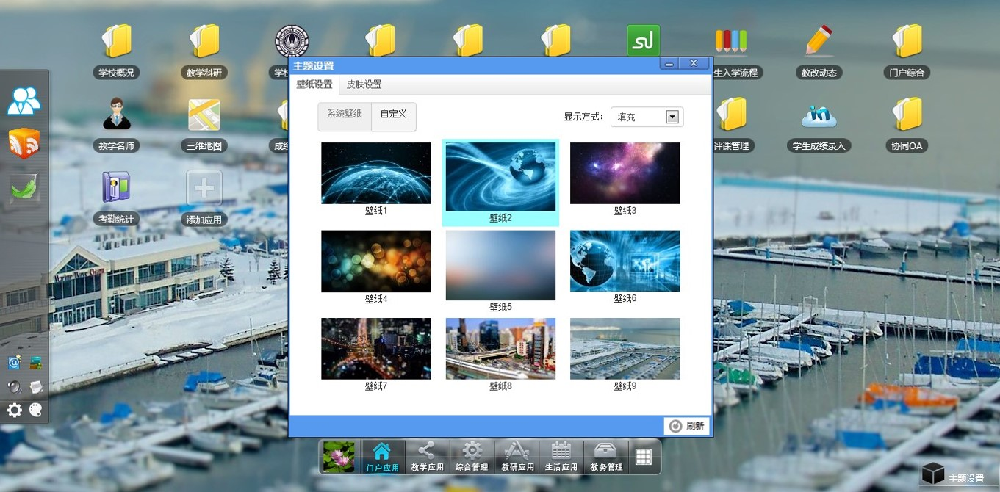 学校概况
教学科研
学校
生入学流程
教改动态
门户综合
教学名师
三维地图
成绩
评课管理
学生成绩录入
协同OA
考勤统计
添加应用
主题设置
壁纸设置
皮肤设置
系统壁纸
自定义
显示方式：
填充
壁纸1
壁纸2
壁纸3
壁纸4
壁纸5
壁纸6
壁纸7
壁纸8
壁纸9
刷新
门户应用
教学应用
综合管理
教研应用
生活应用
教务管理
主题设置